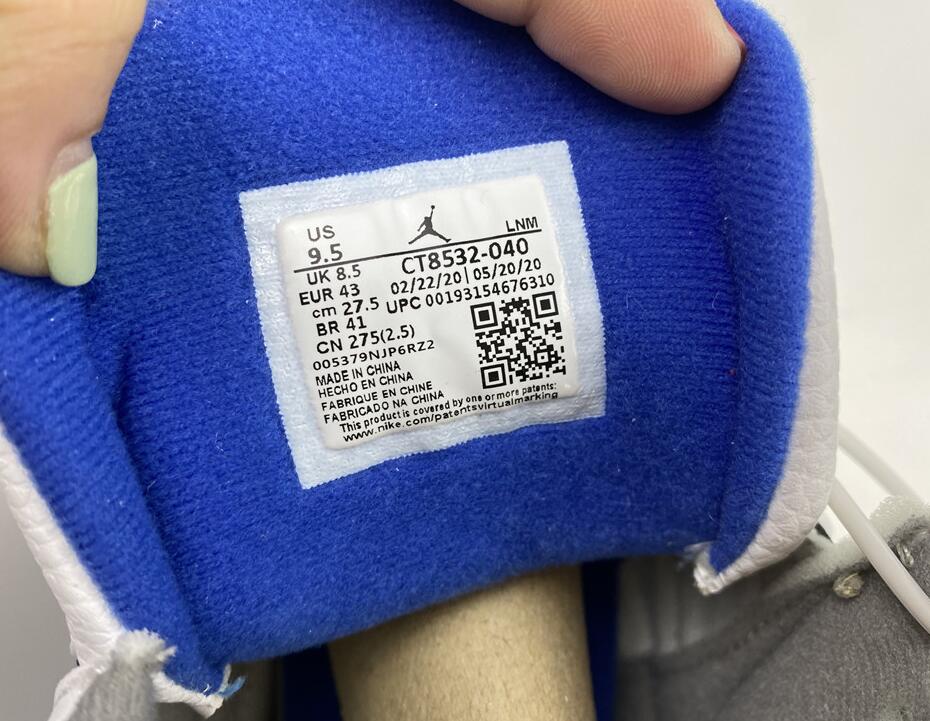 US
9.5
LNM
UK 8.5
CT8532-040
EUR 43
02/22/20|05/20/20
cm 27.5
UPC 00193154676310
BR 41
CN 275(2.5)
005379NJP6RZ2
MADE IN CHINA
HECHO EN CHINA
FABRIQUE EN CHINE
FABRICADO NA CHINA
This product is covered by one or more patents:
www.nike.com/patentsvirtualmarking